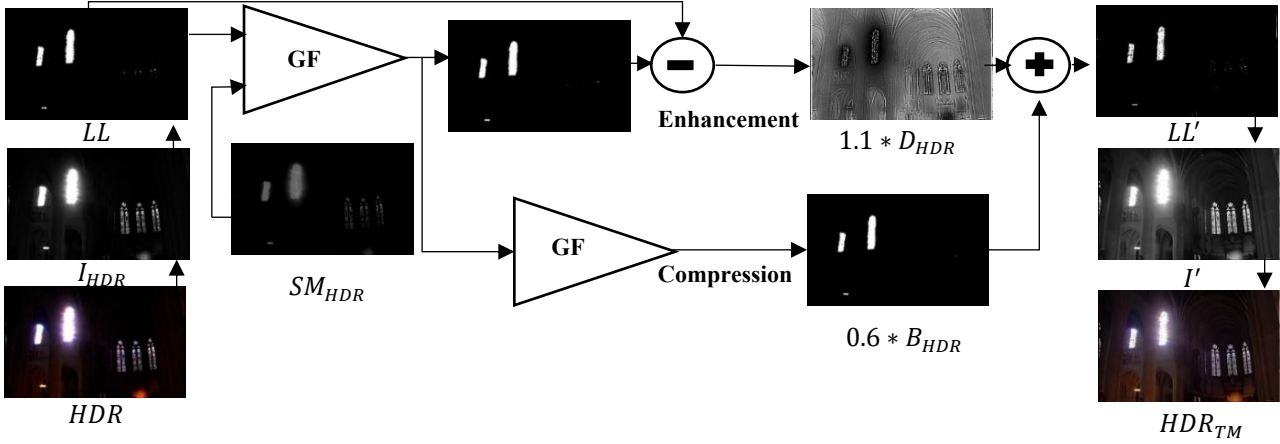 GF
Enhancement
LL
1.1 * D_HDR
LL′
GF
I_HDR
SM_HDR
Compression
I′
HDR
0.6 * B_HDR
HDR_TM